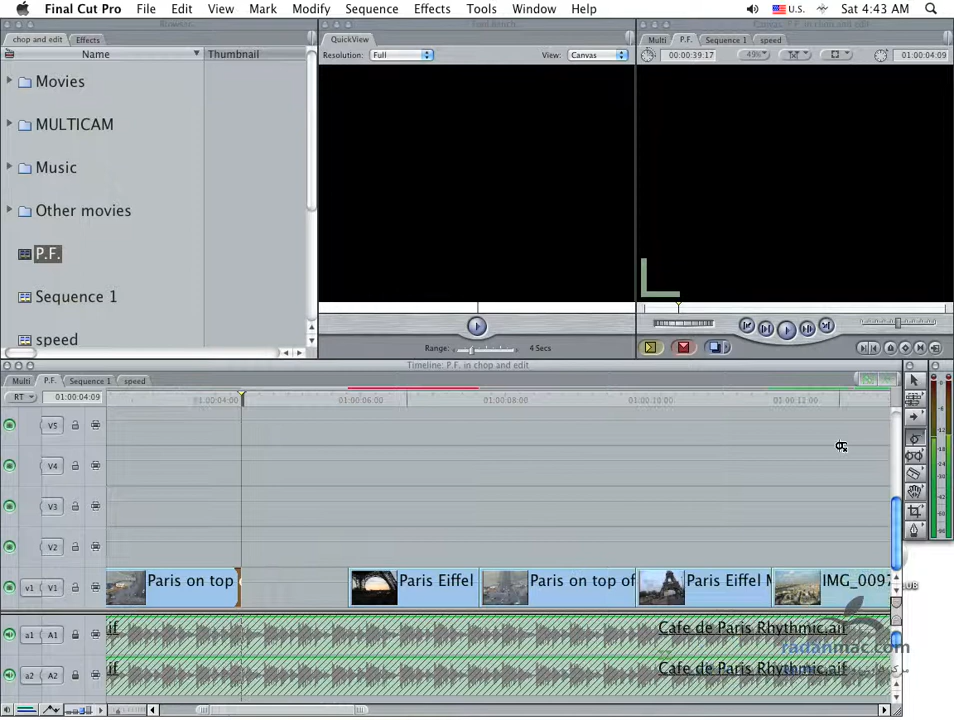 Final Cut Pro File Edit View Mark Modify Sequence Effects Tools Window Help U.S. Sat 4:43 AM
chop and edit Effects
Name Thumbnail
Movies
MULTICAM
Music
Other movies
P.F.
Sequence 1
speed
QuickView
Resolution: Full View: Canvas
Range: 4 Secs
Multi P.F. Sequence 1 speed
00:00:39:17 49% 01:00:04:09
Timeline: P.F. in chop and edit
Multi P.F. Sequence 1 speed
RT 01:00:04:09 01:00:04:00 01:00:06:00 01:00:08:00 01:00:10:00 01:00:12:00
V5
V4
V3
V2
v1 V1 Paris on top Paris Eiffel Paris on top of Paris Eiffel IMG_0097
a1 A1 if Cafe de Paris Rhythmic.aif
radanmac.com
a2 A2 if Cafe de Paris Rhythmic.aif